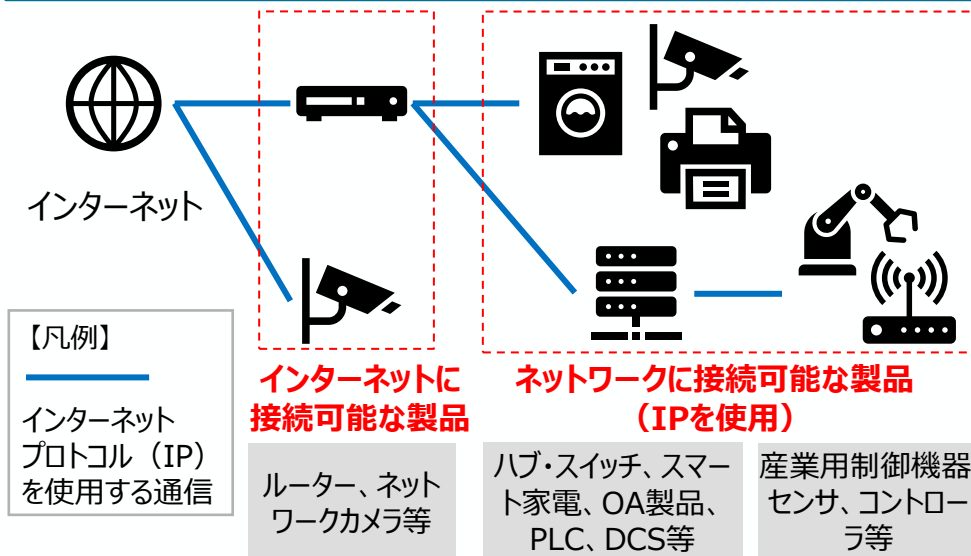 インターネット
【凡例】
インターネット
プロトコル（IP）
を使用する通信
インターネットに
接続可能な製品
ルーター、ネット
ワークカメラ等
ネットワークに接続可能な製品
（IPを使用）
ハブ・スイッチ、スマー
ト家電、OA製品、
PLC、DCS等
産業用制御機器
センサ、コントロー
ラ等